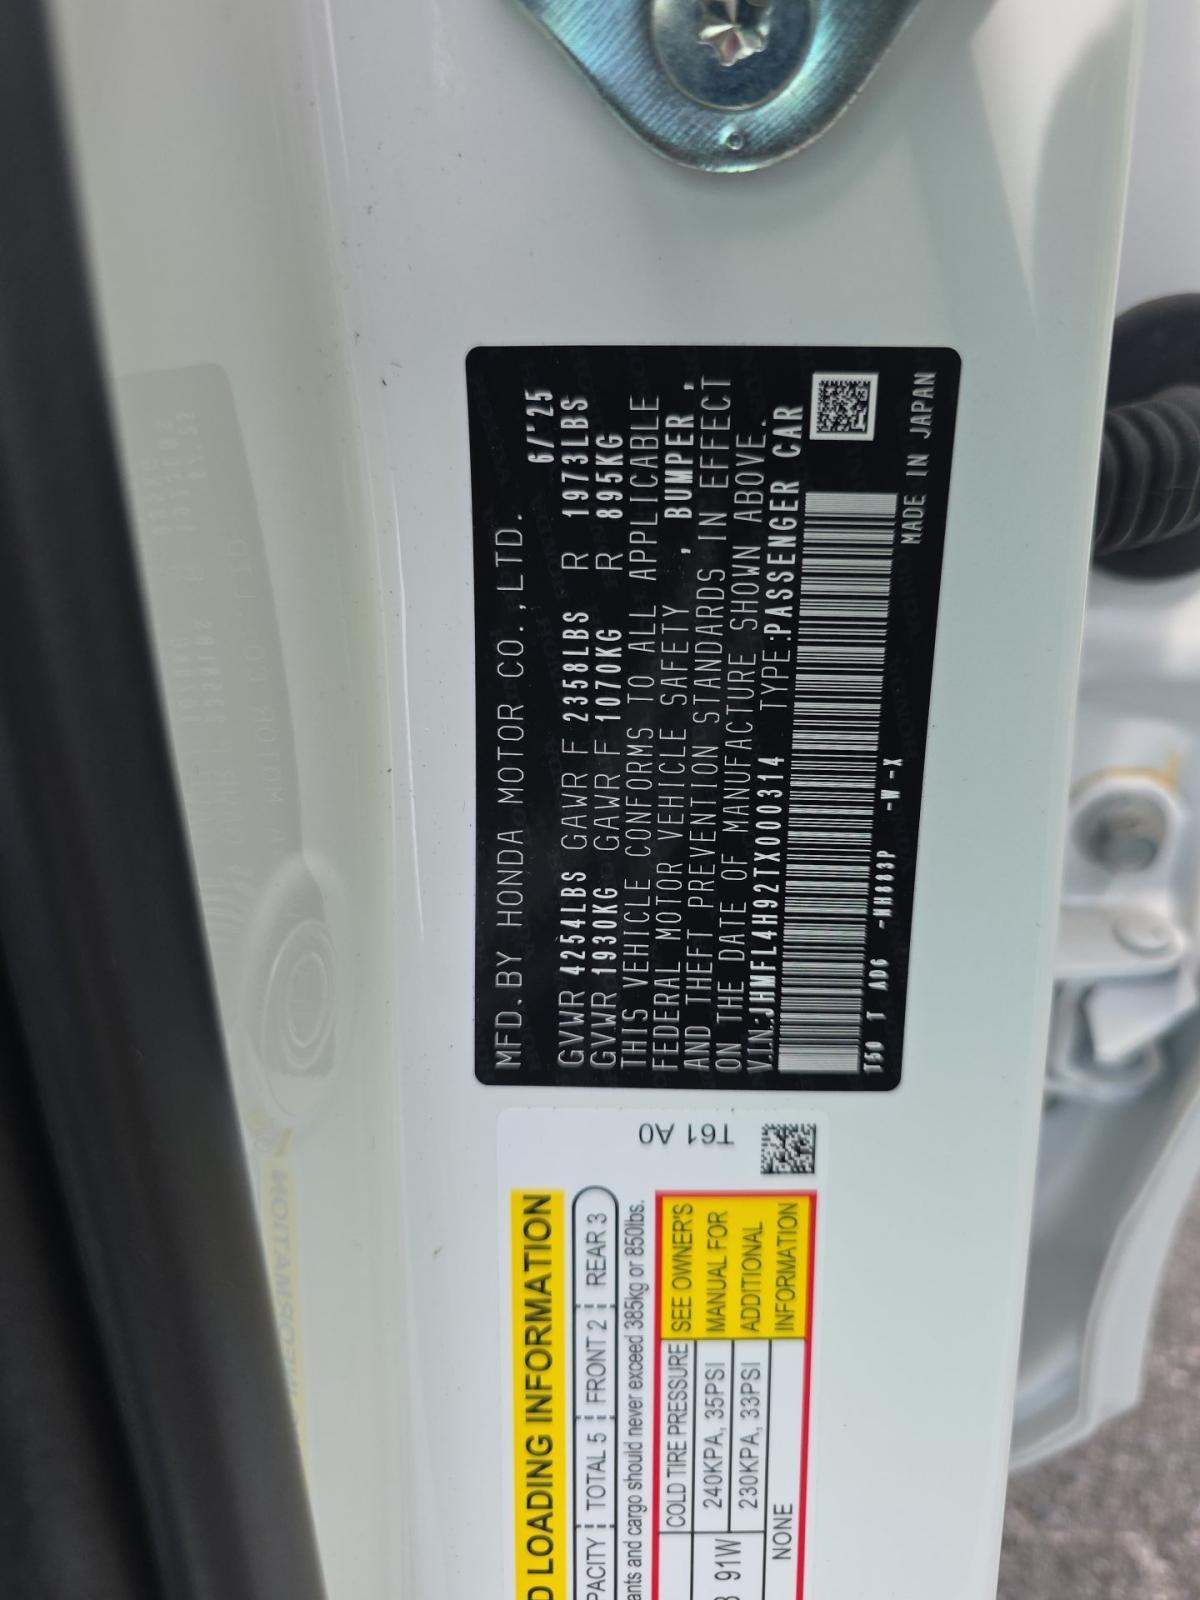 MFD. BY HONDA MOTOR CO., LTD. 6/'25
GVWR 4254LBS GAWR F 2358LBS R 1973LBS
GVWR 1930KG GAWR F 1070KG R 895KG
THIS VEHICLE CONFORMS TO ALL APPLICABLE
FEDERAL MOTOR VEHICLE SAFETY , BUMPER ,
AND THEFT PREVENTION STANDARDS IN EFFECT
ON THE DATE OF MANUFACTURE SHOWN ABOVE.
V.I.N.:JHMFL4H92TX000314 TYPE:PASSENGER CAR
T60 T AD6 -NH883P -W-X
MADE IN JAPAN
T61 A0
LOADING INFORMATION
TOTAL 5 FRONT 2 REAR 3
and cargo should never exceed 385kg or 850lbs.
COLD TIRE PRESSURE
240KPA, 35PSI
91W 230KPA, 33PSI
NONE
SEE OWNER'S
MANUAL FOR
ADDITIONAL
INFORMATION